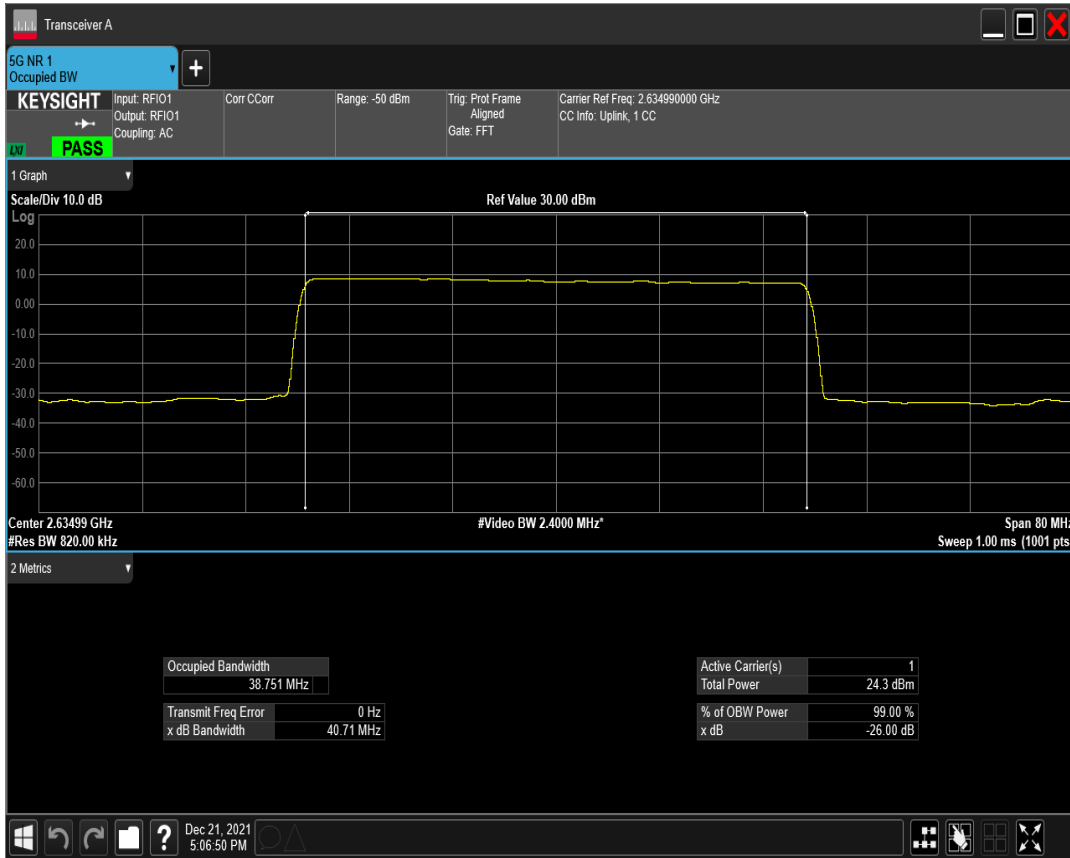 Transceiver A
5G NR 1
Occupied BW
+
KEYSIGHT
LXI
PASS
Input: RFIO1
Output: RFIO1
Coupling: AC
Corr CCorr
Range: -50 dBm
Trig: Prot Frame
Aligned
Gate: FFT
Carrier Ref Freq: 2.634990000 GHz
CC Info: Uplink, 1 CC
1 Graph
Scale/Div 10.0 dB
Ref Value 30.00 dBm
Log
20.0
10.0
0.00
-10.0
-20.0
-30.0
-40.0
-50.0
-60.0
Center 2.63499 GHz
#Video BW 2.4000 MHz*
Span 80 MHz
#Res BW 820.00 kHz
Sweep 1.00 ms (1001 pts
2 Metrics
Occupied Bandwidth
38.751 MHz
Transmit Freq Error 0 Hz
x dB Bandwidth 40.71 MHz
Active Carrier(s) 1
Total Power 24.3 dBm
% of OBW Power 99.00 %
x dB -26.00 dB
?
Dec 21, 2021
5:06:50 PM